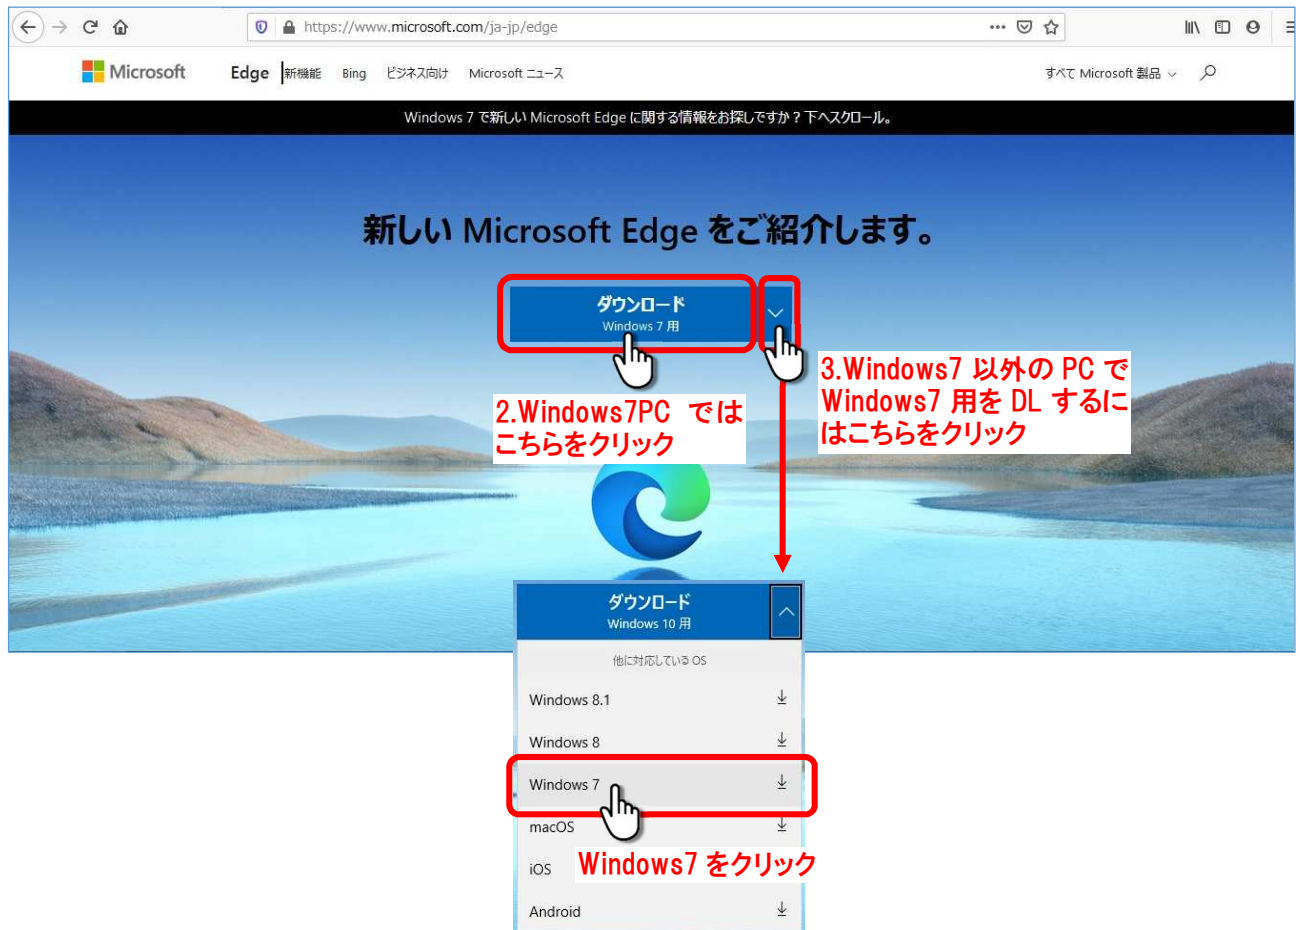 https://www.microsoft.com/ja-jp/edge
Microsoft Edge 新機能 Bing ビジネス向け Microsoft ニュース すべて Microsoft 製品
Windows 7 で新しい Microsoft Edge に関する情報をお探しですか？下へスクロール。
新しい Microsoft Edge をご紹介します。
ダウンロード
Windows 7 用
2.Windows7PC では
こちらをクリック
3.Windows7 以外の PC で
Windows7 用を DL するに
はこちらをクリック
ダウンロード
Windows 10 用
他に対応している OS
Windows 8.1
Windows 8
Windows 7
macOS
iOS
Windows7 をクリック
Android